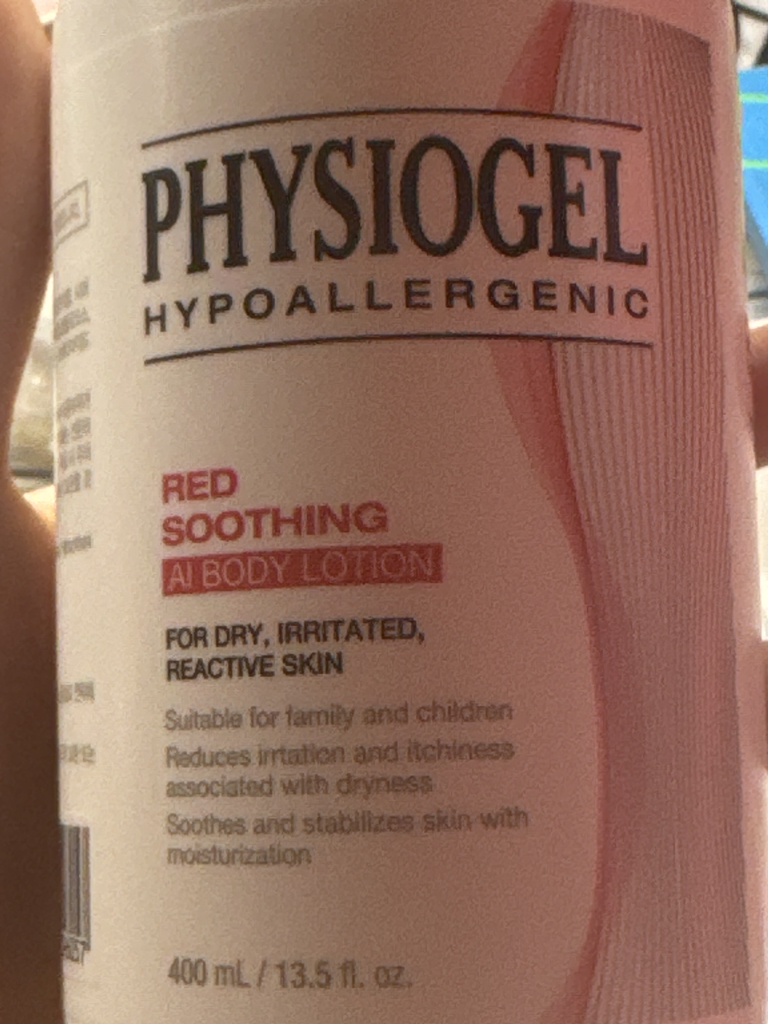 PHYSIOGEL
HYPOALLERGENIC
RED
SOOTHING
AI BODY LOTION
FOR DRY, IRRITATED,
REACTIVE SKIN
Suitable for family and children
Reduces irrtation and itchiness
associated with dryness
Soothes and stabilizes skin with
moisturization
400 mL / 13.5 fl. oz.